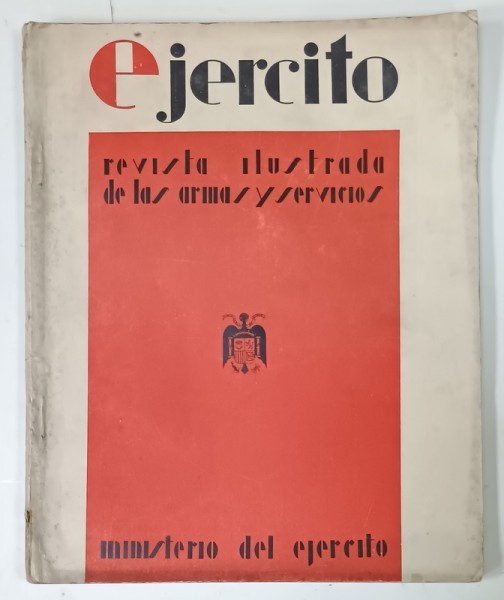 ejercito
revista ilustrada
de las armas y servicios
ministerio del ejercito